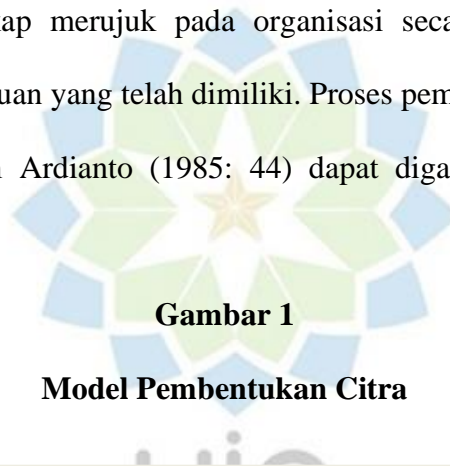 kap merujuk pada organisasi seca
uan yang telah dimiliki. Proses pem
Ardianto (1985: 44) dapat diga
Gambar 1
Model Pembentukan Citra